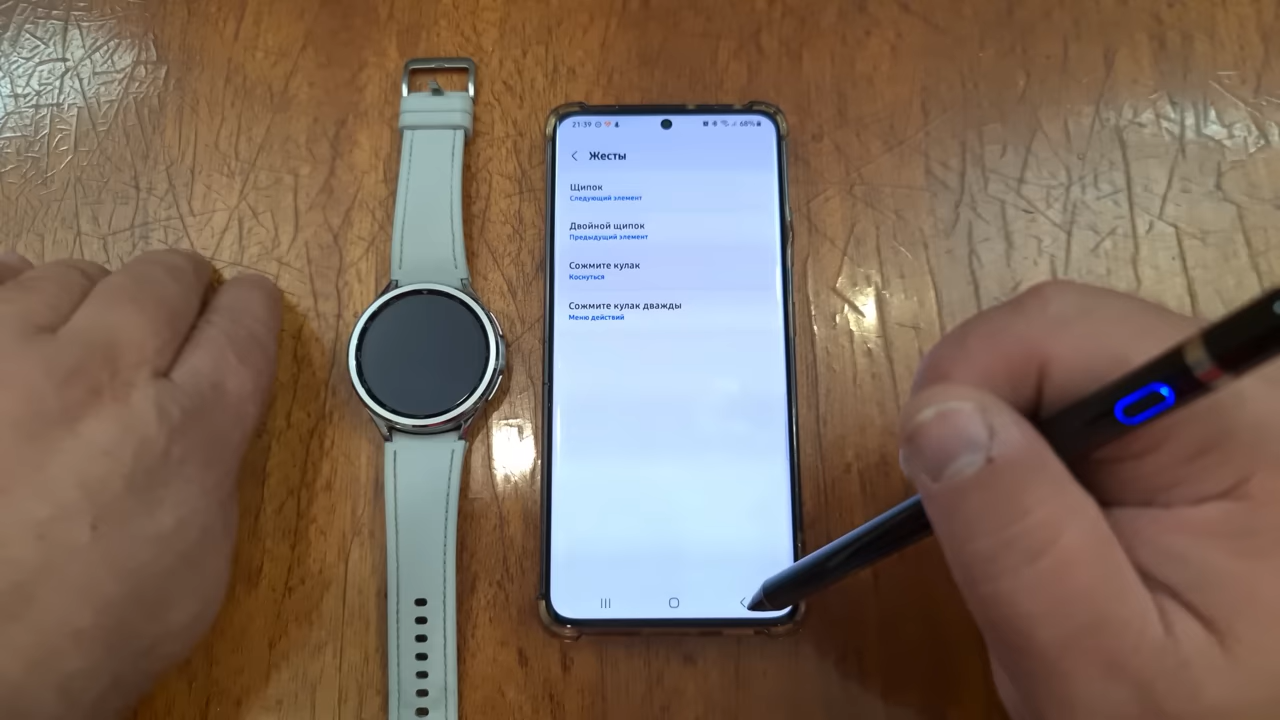 21:39 68%
Жесты
Щипок
Следующий элемент
Двойной щипок
Предыдущий элемент
Сожмите кулак
Коснуться
Сожмите кулак дважды
Меню действий